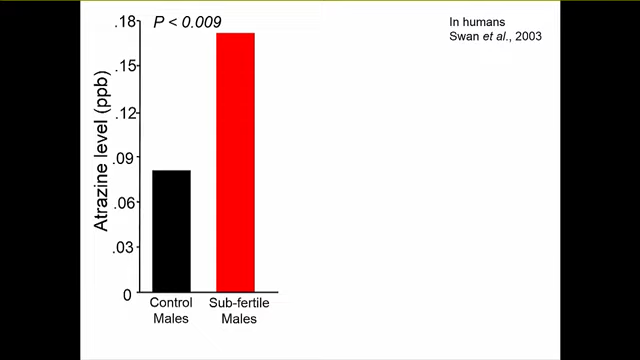 P < 0.009
In humans
Swan et al., 2003
Atrazine level (ppb)
.18
.15
.12
.09
.06
.03
0
Control
Males
Sub-fertile
Males